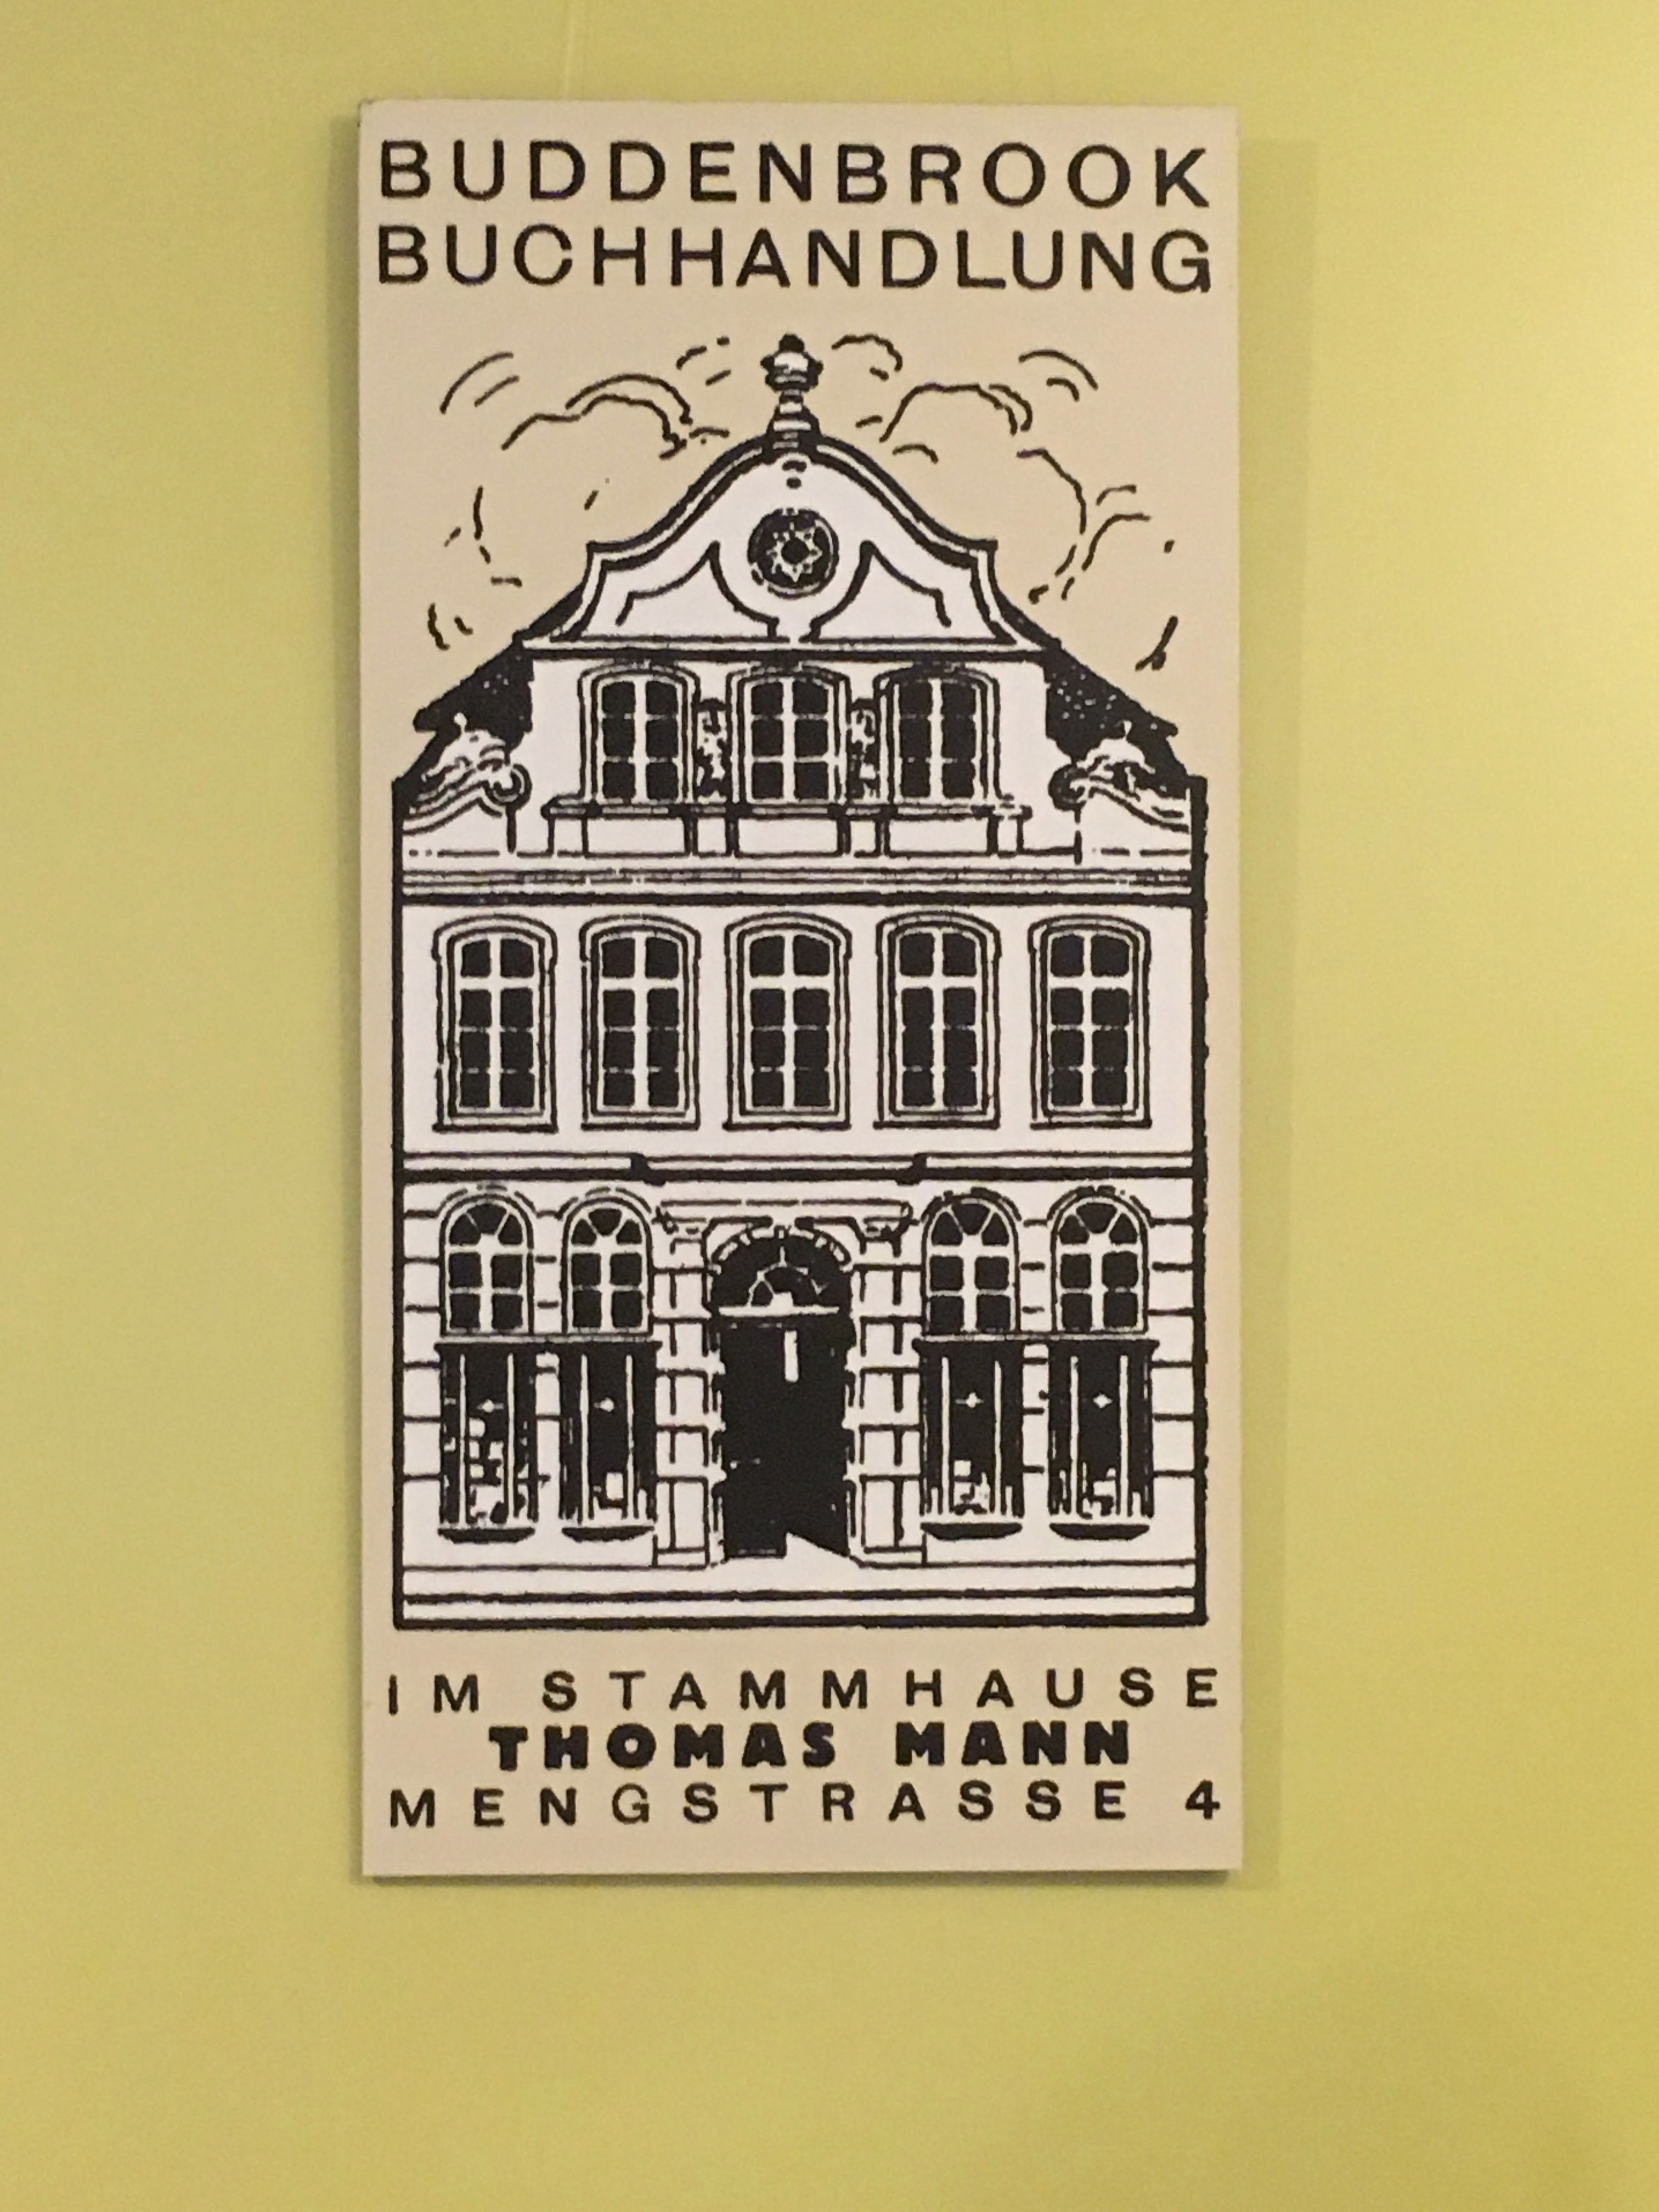 BUDDENBROOK
BUCHHANDLUNG
IM STAMMHAUSE
THOMAS MANN
MENGSTRASSE 4